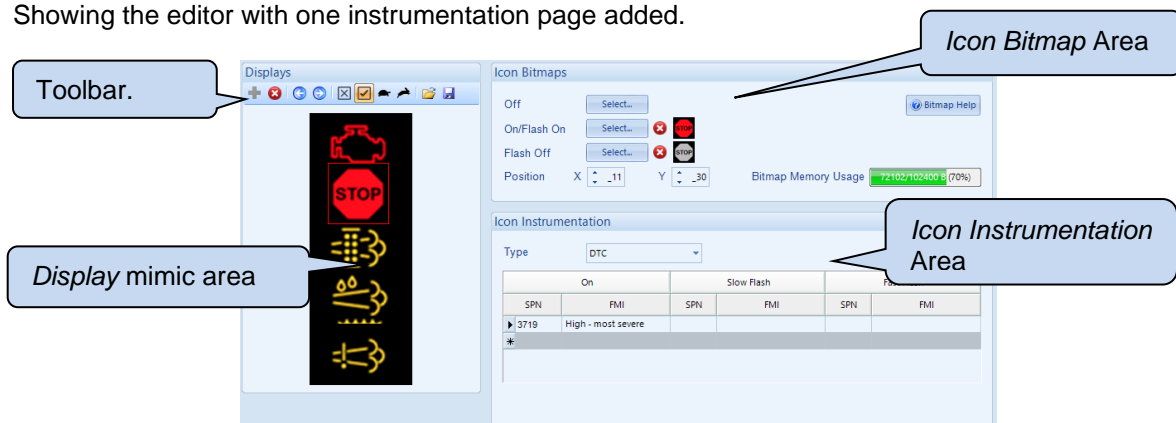 Showing the editor with one instrumentation page added.
Icon Bitmap Area
Toolbar.
Displays
Icon Bitmaps
Off Select... Bitmap Help
On/Flash On Select... STOP
Flash Off Select... STOP
Position X _11 Y _30 Bitmap Memory Usage 72102/102400 B (70%)
STOP
Display mimic area
Icon Instrumentation
Icon Instrumentation
Area
Type DTC
On Slow Flash
SPN FMI SPN FMI SPN FMI
3719 High - most severe